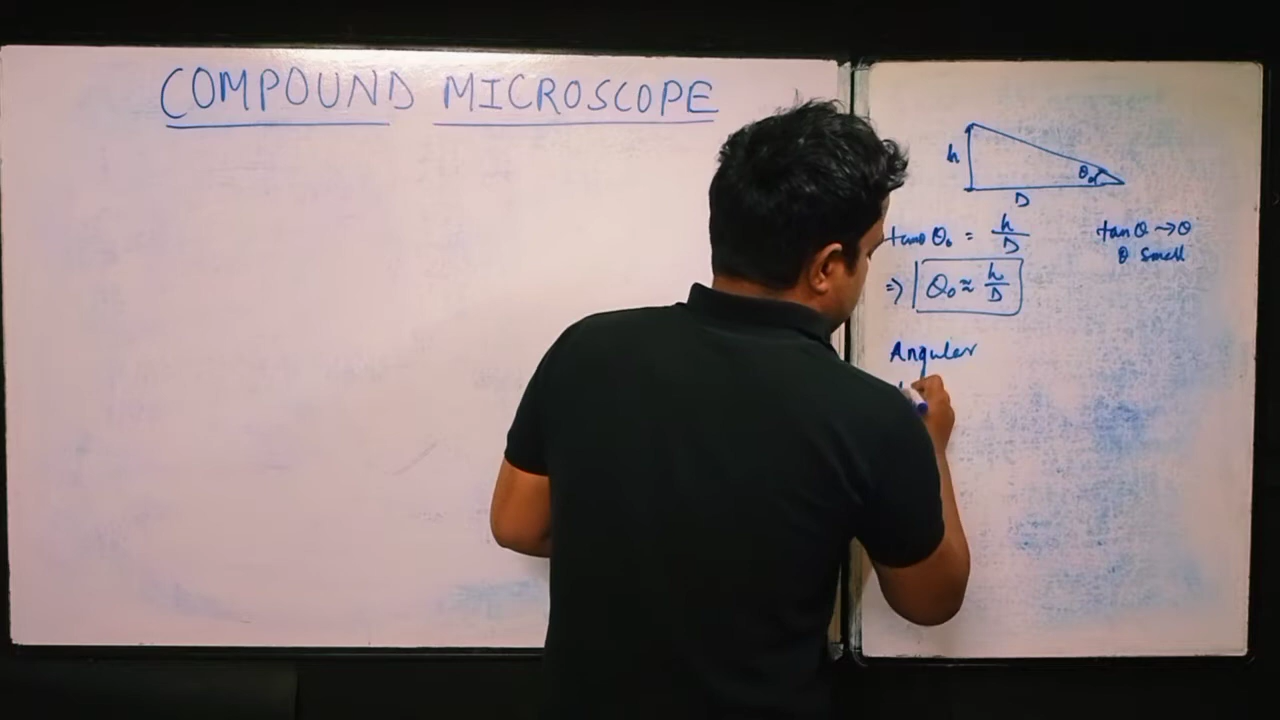 COMPOUND MICROSCOPE
h
θ₀
D
tan θ₀ = h/D
tan θ → θ
θ small
⇒ θ₀ ≈ h/D
Angular